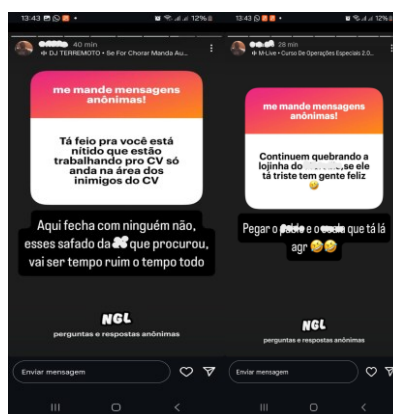 13:43
12%
40 min
DJ TERREMOTO • Se For Chorar Manda Au...
me mande mensagens
anônimas!
Tá feio pra você está
nítido que estão
trabalhando pro CV só
anda na área dos
inimigos do CV
Aqui fecha com ninguém não,
esses safado da que procurou,
vai ser tempo ruim o tempo todo
NGL
perguntas e respostas anônimas
Enviar mensagem
13:43
12%
28 min
M-Live • Curso De Operações Especiais 2.0...
me mande mensagens
anônimas!
Continuem quebrando a
lojinha do ,se ele
tá triste tem gente feliz
Pegar o e o que tá lá
agr
NGL
perguntas e respostas anônimas
Enviar mensagem